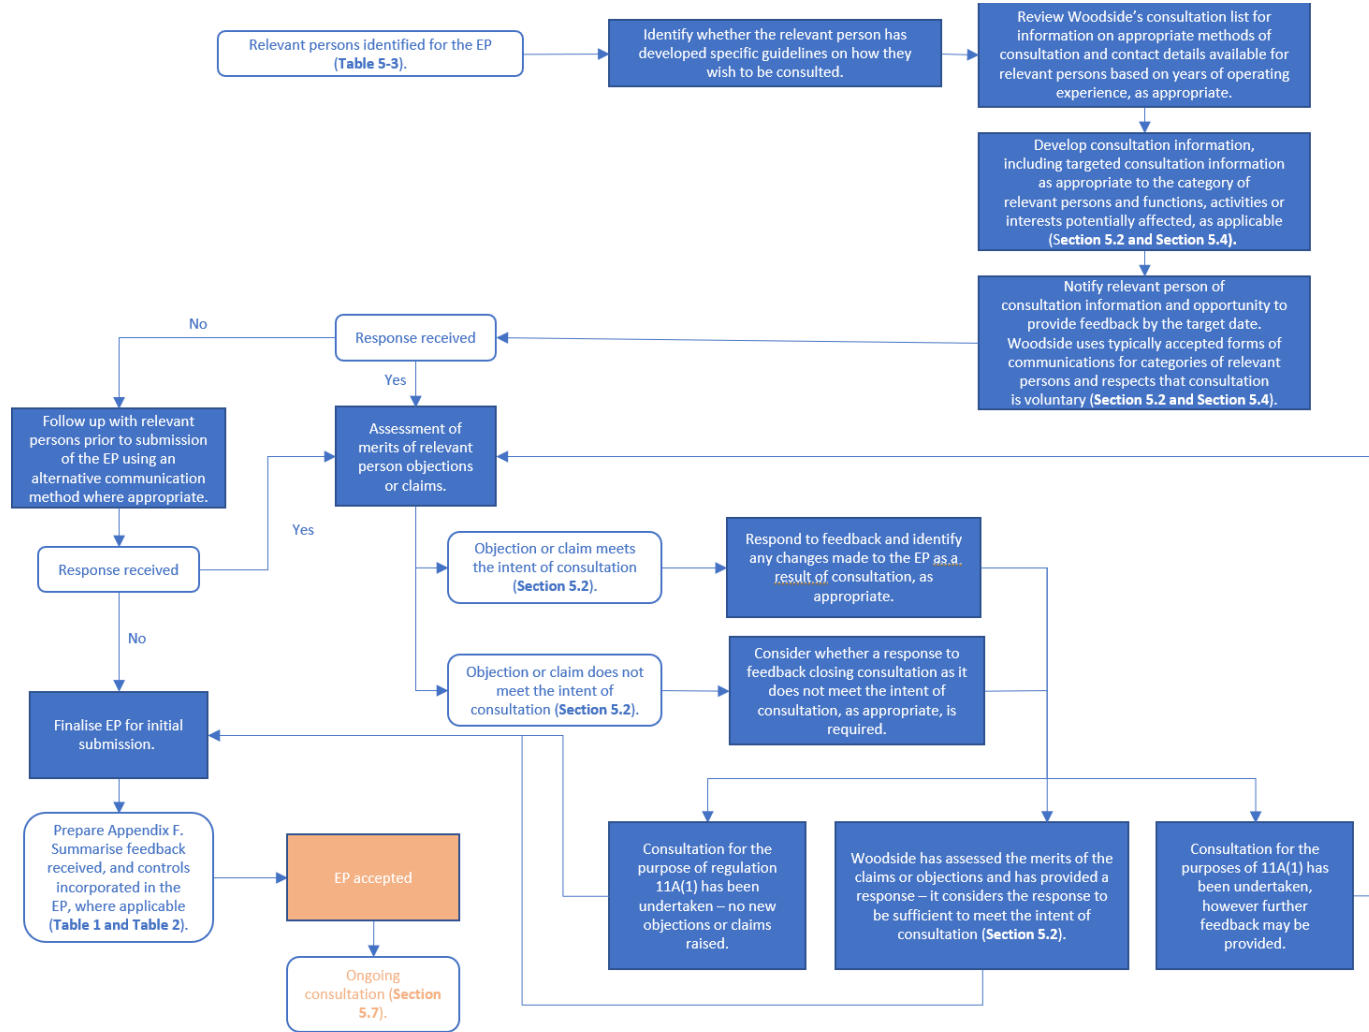 Relevant persons identified for the EP
(Table 5-3).
Identify whether the relevant person has
developed specific guidelines on how they
wish to be consulted.
Review Woodside's consultation list for
information on appropriate methods of
consultation and contact details available for
relevant persons based on years of operating
experience, as appropriate.
Develop consultation information,
including targeted consultation information
as appropriate to the category of
relevant persons and functions, activities or
interests potentially affected, as applicable
(Section 5.2 and Section 5.4).
Notify relevant person of
consultation information and opportunity to
provide feedback by the target date.
Woodside uses typically accepted forms of
communications for categories of relevant
persons and respects that consultation
is voluntary (Section 5.2 and Section 5.4).
Response received
No
Yes
Follow up with relevant
persons prior to submission
of the EP using an
alternative communication
method where appropriate.
Assessment of
merits of relevant
person objections
or claims.
Yes
Response received
No
Objection or claim meets
the intent of consultation
(Section 5.2).
Respond to feedback and identify
any changes made to the EP as a
result of consultation, as
appropriate.
Objection or claim does not
meet the intent of
consultation (Section 5.2).
Consider whether a response to
feedback closing consultation as it
does not meet the intent of
consultation, as appropriate, is
required.
Finalise EP for initial
submission.
Prepare Appendix F.
Summarise feedback
received, and controls
incorporated in the
EP, where applicable
(Table 1 and Table 2).
EP accepted
Ongoing
consultation (Section
5.7).
Consultation for the
purpose of regulation
11A(1) has been
undertaken – no new
objections or claims
raised.
Woodside has assessed the merits of the
claims or objections and has provided a
response – it considers the response to
be sufficient to meet the intent of
consultation (Section 5.2).
Consultation for the
purposes of 11A(1) has
been undertaken,
however further
feedback may be
provided.